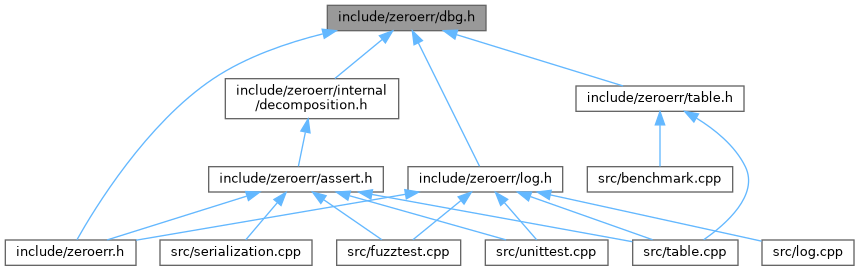 include/zeroerr/dbg.h
include/zeroerr/internal
/decomposition.h
include/zeroerr/table.h
include/zeroerr/assert.h
include/zeroerr/log.h
src/benchmark.cpp
include/zeroerr.h
src/serialization.cpp
src/fuzztest.cpp
src/unittest.cpp
src/table.cpp
src/log.cpp